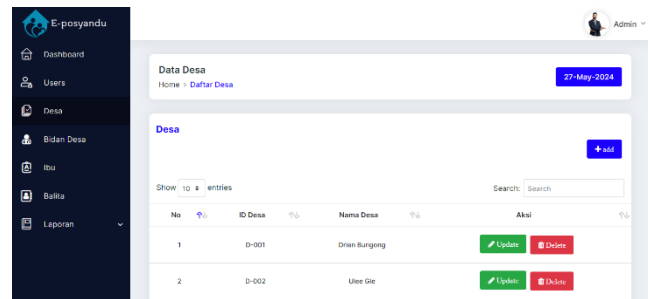 E-posyandu
Admin
Dashboard
Users
Desa
Bidan Desa
Ibu
Balita
Laporan
Data Desa
Home > Daftar Desa
27-May-2024
Desa
+ add
Show 10 entries
Search: Search
No ID Desa Nama Desa Aksi
1 D-001 Drien Bungong Update Delete
2 D-002 Ulee Gle Update Delete